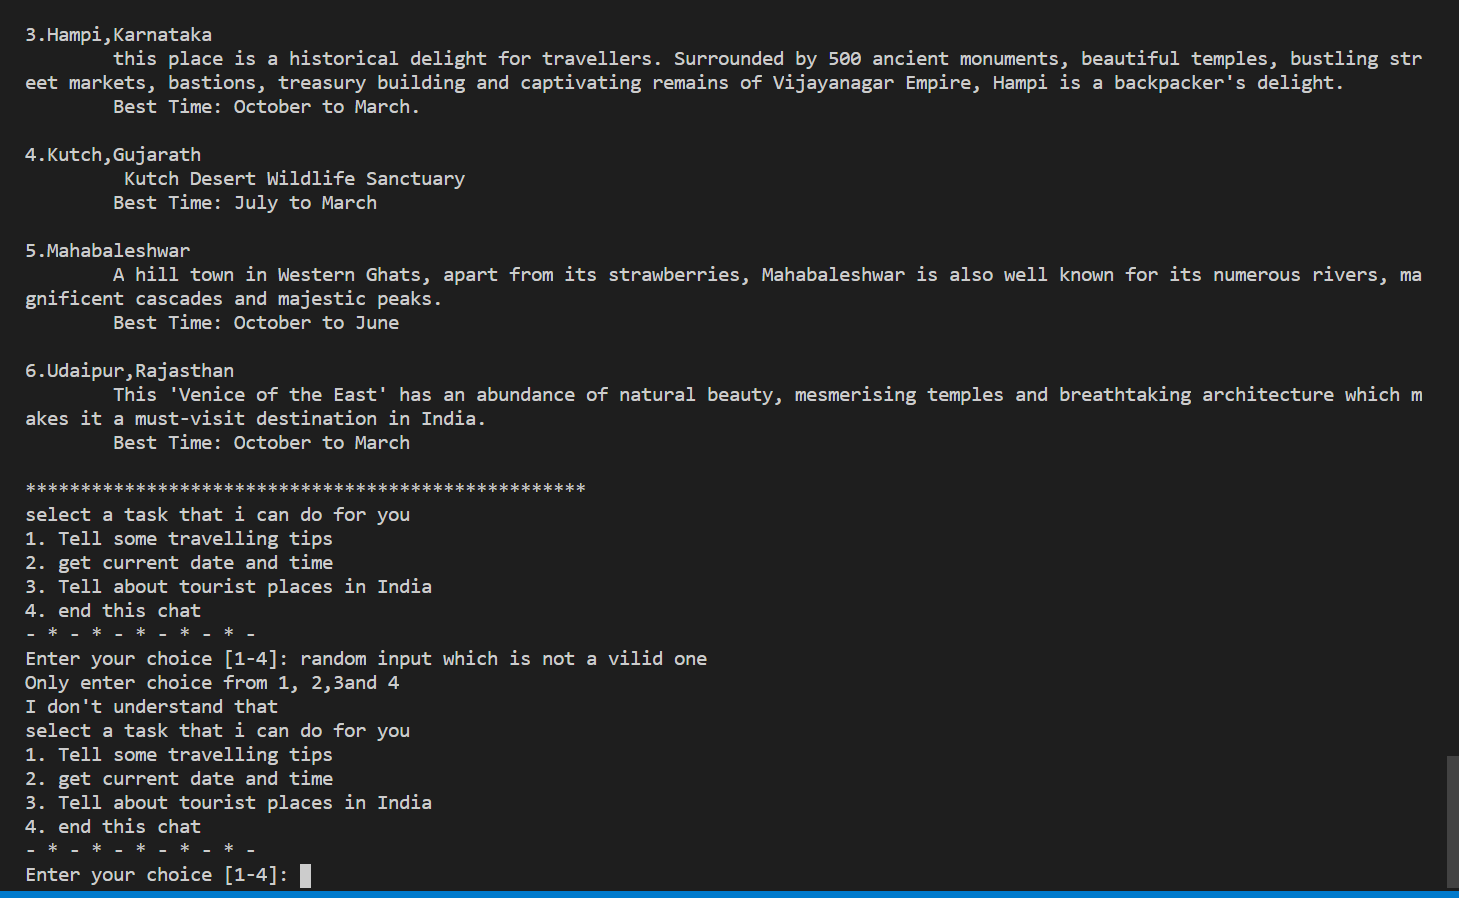 3.Hampi,Karnataka
this place is a historical delight for travellers. Surrounded by 500 ancient monuments, beautiful temples, bustling str
eet markets, bastions, treasury building and captivating remains of Vijayanagar Empire, Hampi is a backpacker's delight.
Best Time: October to March.
4.Kutch,Gujarath
Kutch Desert Wildlife Sanctuary
Best Time: July to March
5.Mahabaleshwar
A hill town in Western Ghats, apart from its strawberries, Mahabaleshwar is also well known for its numerous rivers, ma
gnificent cascades and majestic peaks.
Best Time: October to June
6.Udaipur,Rajasthan
This 'Venice of the East' has an abundance of natural beauty, mesmerising temples and breathtaking architecture which m
akes it a must-visit destination in India.
Best Time: October to March
***************************************************
select a task that i can do for you
1. Tell some travelling tips
2. get current date and time
3. Tell about tourist places in India
4. end this chat
- * - * - * - * - * -
Enter your choice [1-4]: random input which is not a vilid one
Only enter choice from 1, 2,3and 4
I don't understand that
select a task that i can do for you
1. Tell some travelling tips
2. get current date and time
3. Tell about tourist places in India
4. end this chat
- * - * - * - * - * -
Enter your choice [1-4]: